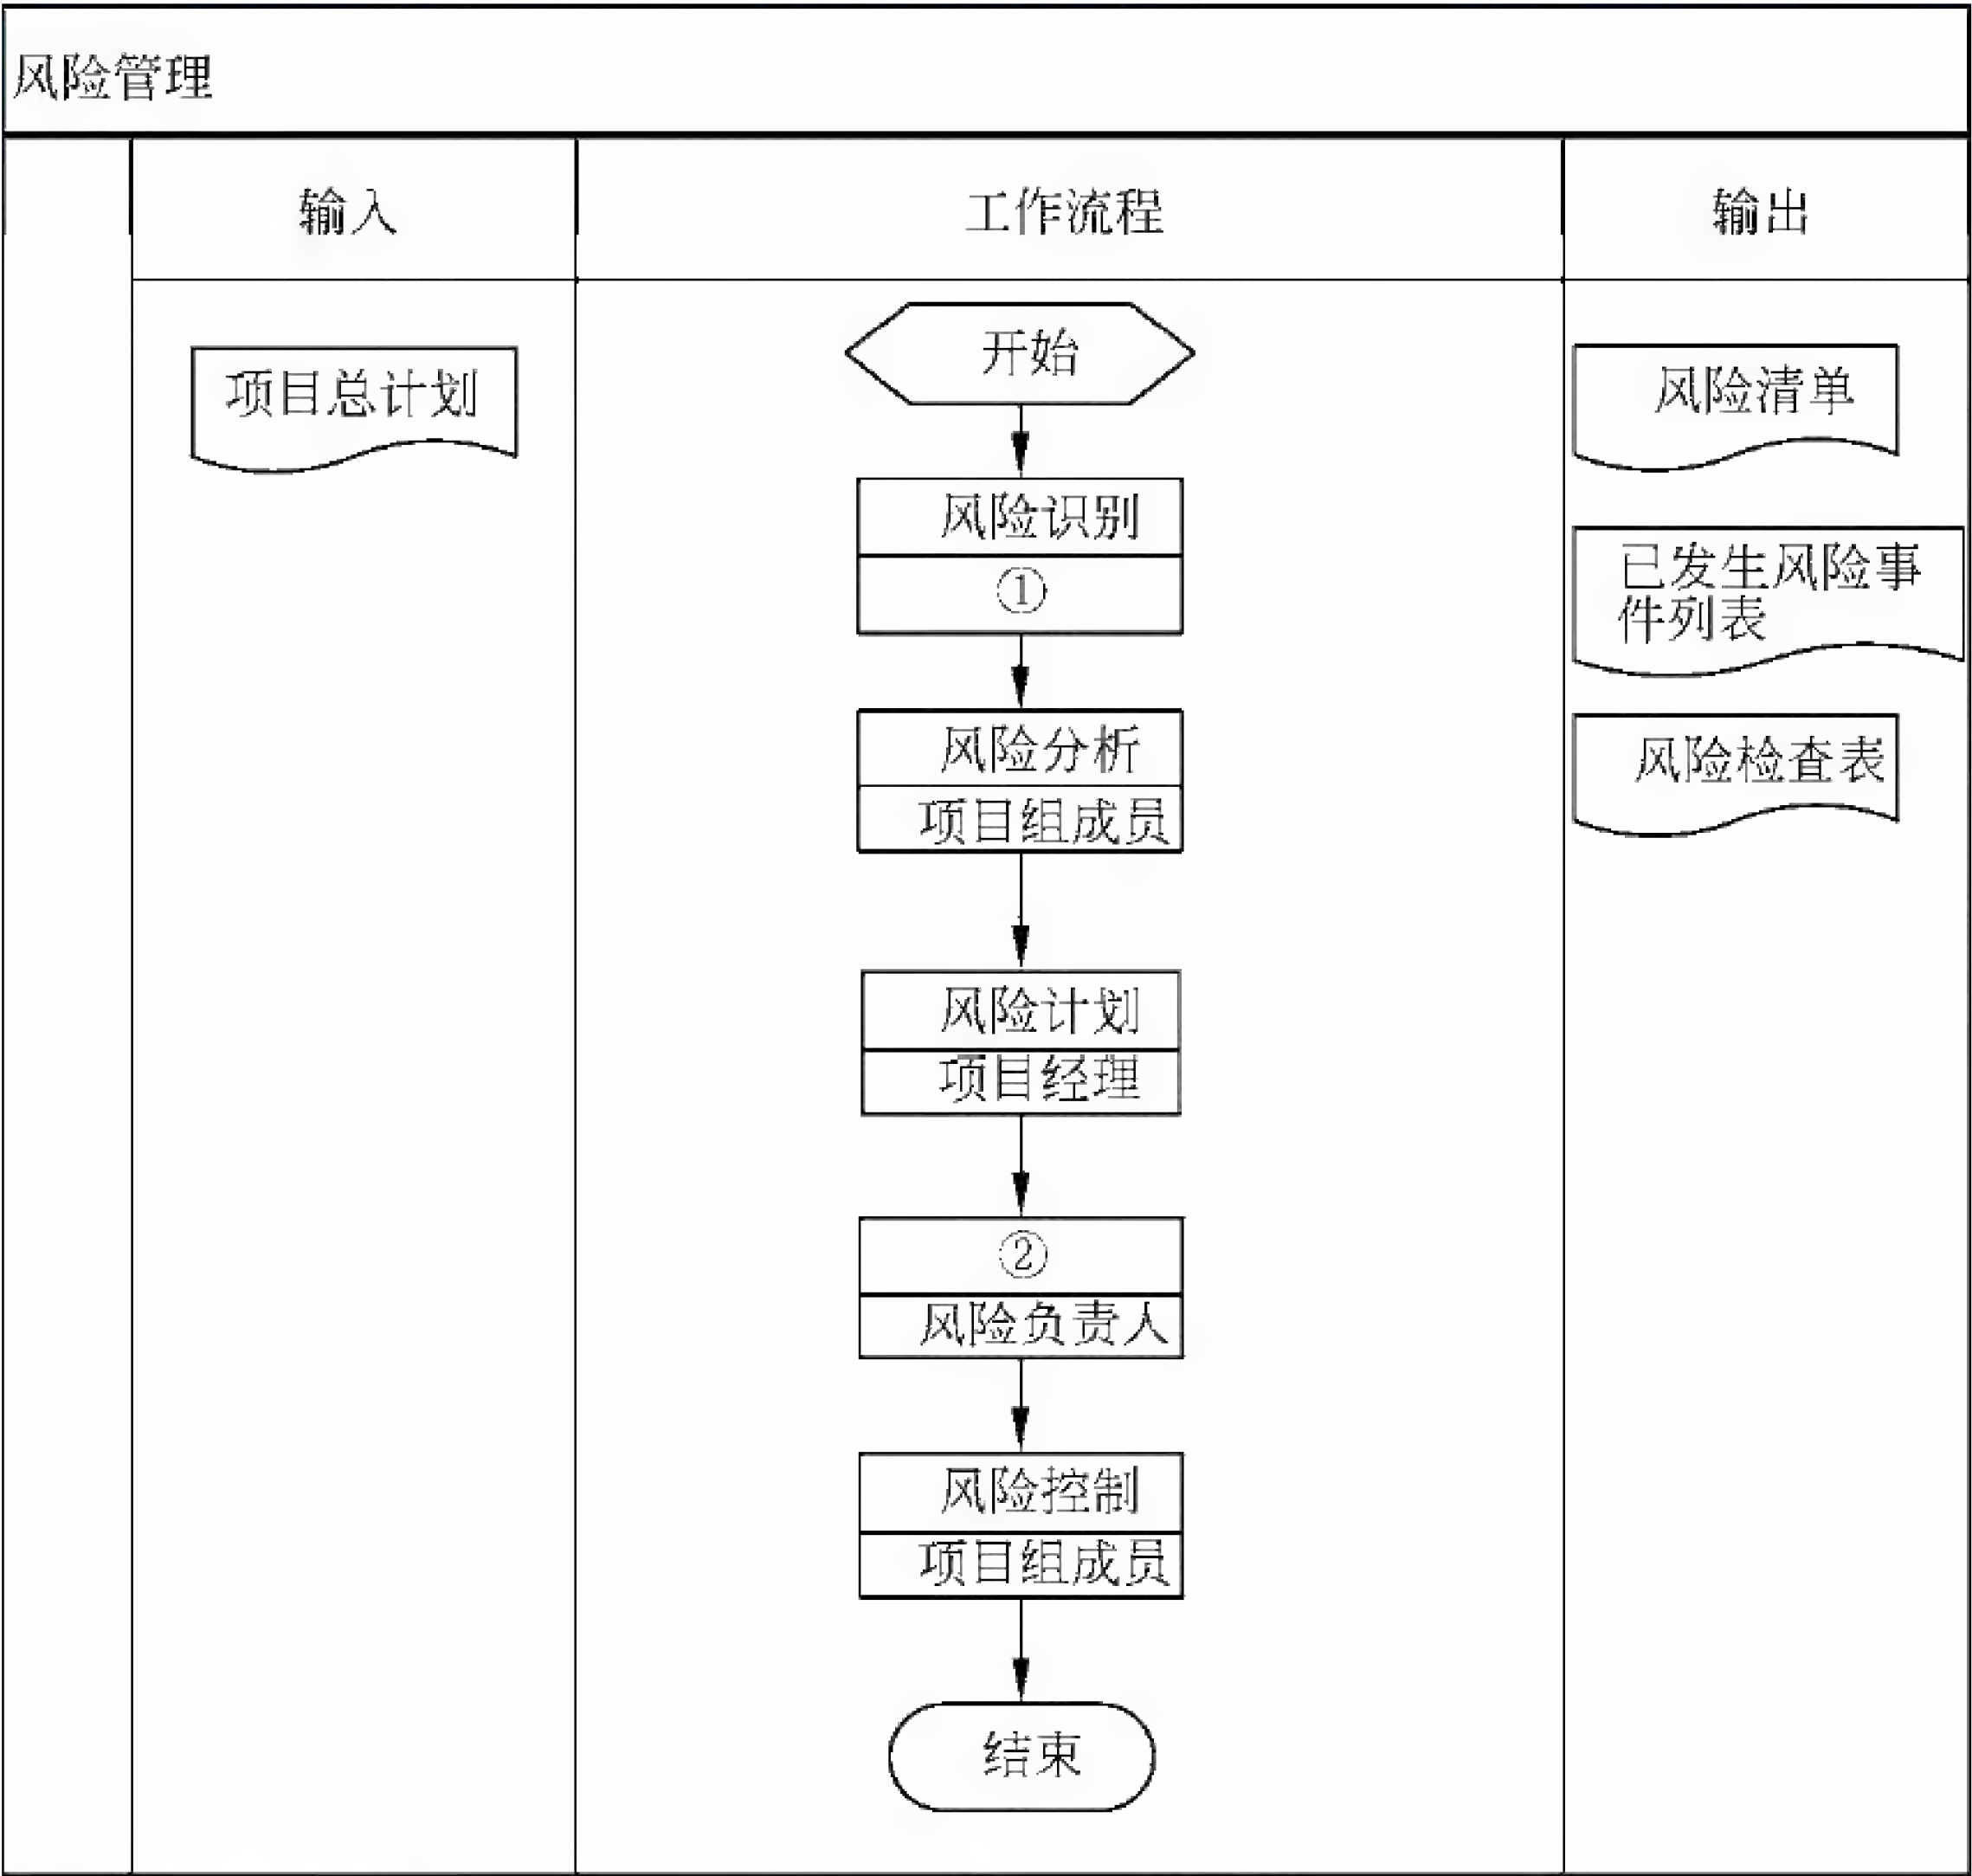 风险管理
输入
工作流程
输出
项目总计划
开始
风险识别
①
风险分析
项目组成员
风险计划
项目经理
②
风险负责人
风险控制
项目组成员
结束
风险清单
已发生风险事
件列表
风险检查表